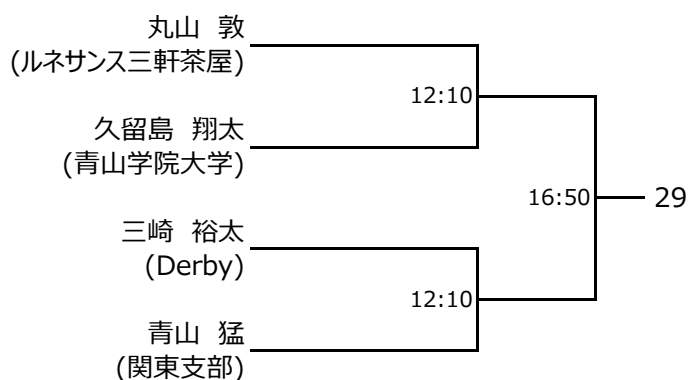 丸山 敦
(ルネサンス三軒茶屋)
12:10
久留島 翔太
(青山学院大学)
16:50
29
三崎 裕太
(Derby)
12:10
青山 猛
(関東支部)